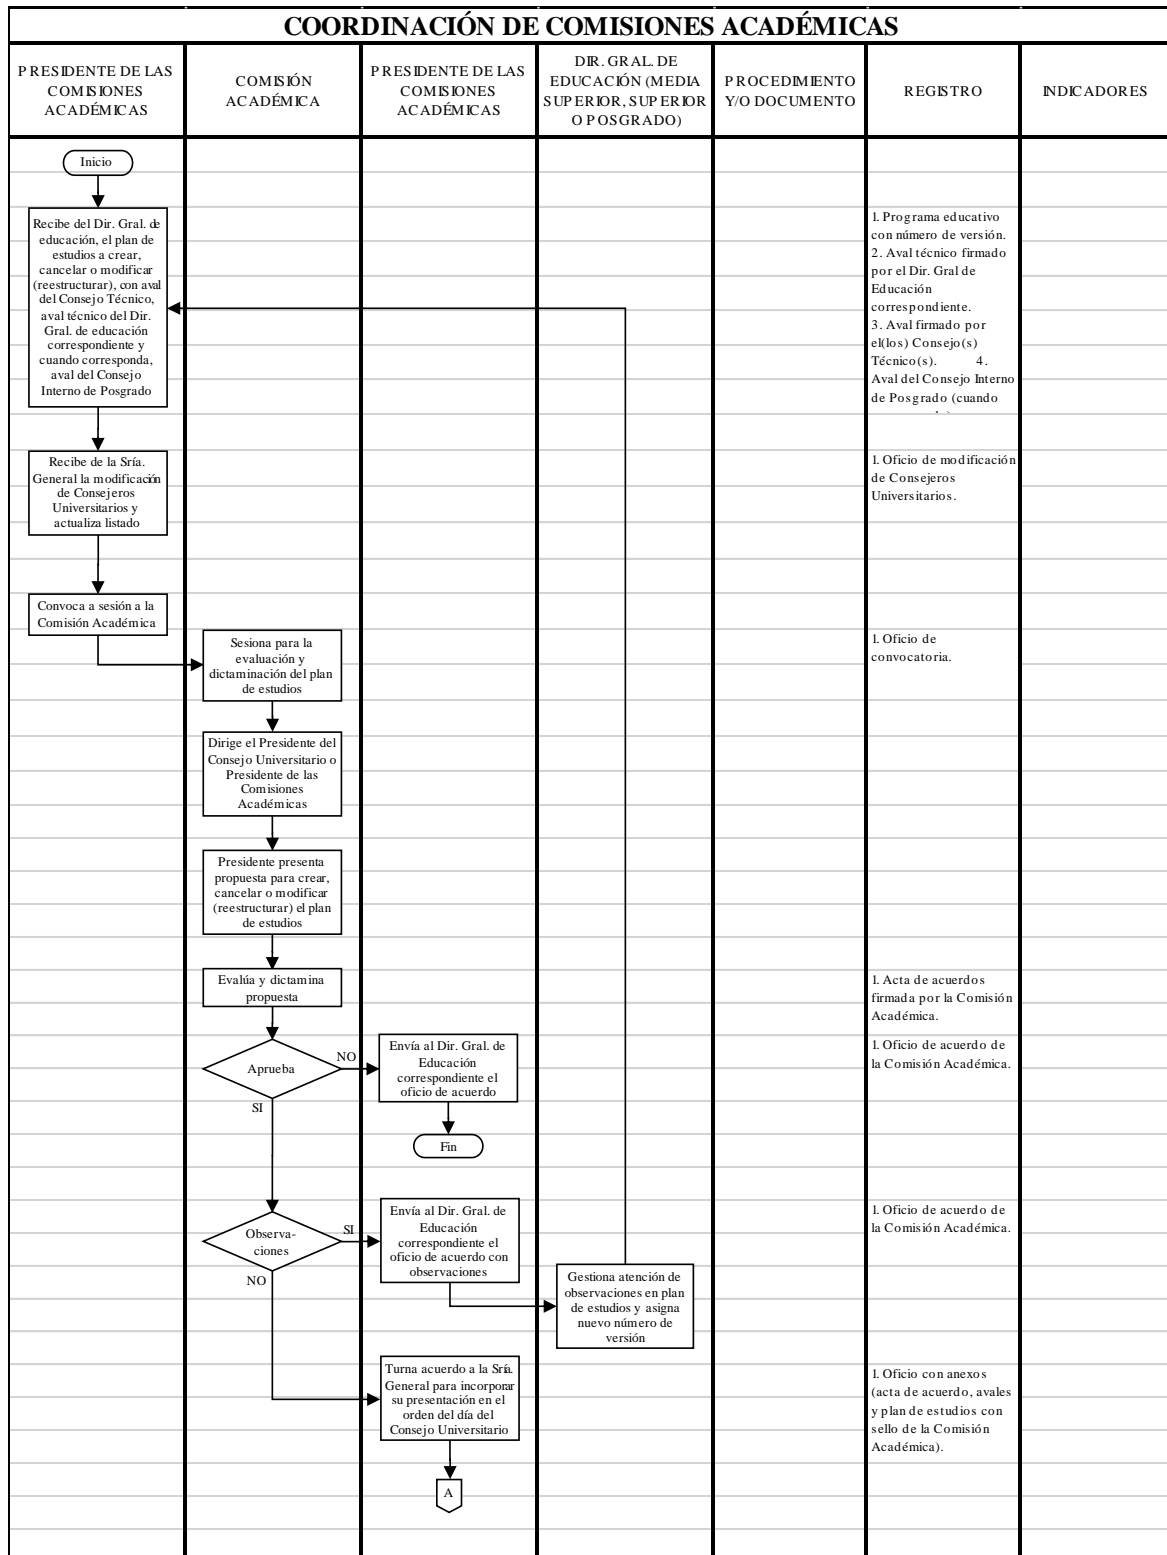 COORDINACIÓN DE COMISIONES ACADÉMICAS
PRESIDENTE DE LAS
COMISIONES
ACADÉMICAS
COMISIÓN
ACADÉMICA
PRESIDENTE DE LAS
COMISIONES
ACADÉMICAS
DIR. GRAL. DE
EDUCACIÓN (MEDIA
SUPERIOR, SUPERIOR
O POSGRADO)
PROCEDIMIENTO
Y/O DOCUMENTO
REGISTRO
INDICADORES
Inicio
Recibe del Dir. Gral. de
educación, el plan de
estudios a crear,
cancelar o modificar
(reestructurar), con aval
del Consejo Técnico,
aval técnico del Dir.
Gral. de educación
correspondiente y
cuando corresponda,
aval del Consejo
Interno de Posgrado
1. Programa educativo
con número de versión.
2. Aval técnico firmado
por el Dir. Gral de
Educación
correspondiente.
3. Aval firmado por
el(los) Consejo(s)
Técnico(s). 4.
Aval del Consejo Interno
de Posgrado (cuando
Recibe de la Sría.
General la modificación
de Consejeros
Universitarios y
actualiza listado
1. Oficio de modificación
de Consejeros
Universitarios.
Convoca a sesión a la
Comisión Académica
Sesiona para la
evaluación y
dictaminación del plan
de estudios
1. Oficio de
convocatoria.
Dirige el Presidente del
Consejo Universitario o
Presidente de las
Comisiones
Académicas
Presidente presenta
propuesta para crear,
cancelar o modificar
(reestructurar) el plan
de estudios
Evalúa y dictamina
propuesta
1. Acta de acuerdos
firmada por la Comisión
Académica.
Aprueba
NO
SI
Envía al Dir. Gral. de
Educación
correspondiente el
oficio de acuerdo
1. Oficio de acuerdo de
la Comisión Académica.
Fin
Observa-
ciones
SI
NO
Envía al Dir. Gral. de
Educación
correspondiente el
oficio de acuerdo con
observaciones
1. Oficio de acuerdo de
la Comisión Académica.
Gestiona atención de
observaciones en plan
de estudios y asigna
nuevo número de
versión
Turna acuerdo a la Sría.
General para incorporar
su presentación en el
orden del día del
Consejo Universitario
1. Oficio con anexos
(acta de acuerdo, avales
y plan de estudios con
sello de la Comisión
Académica).
A